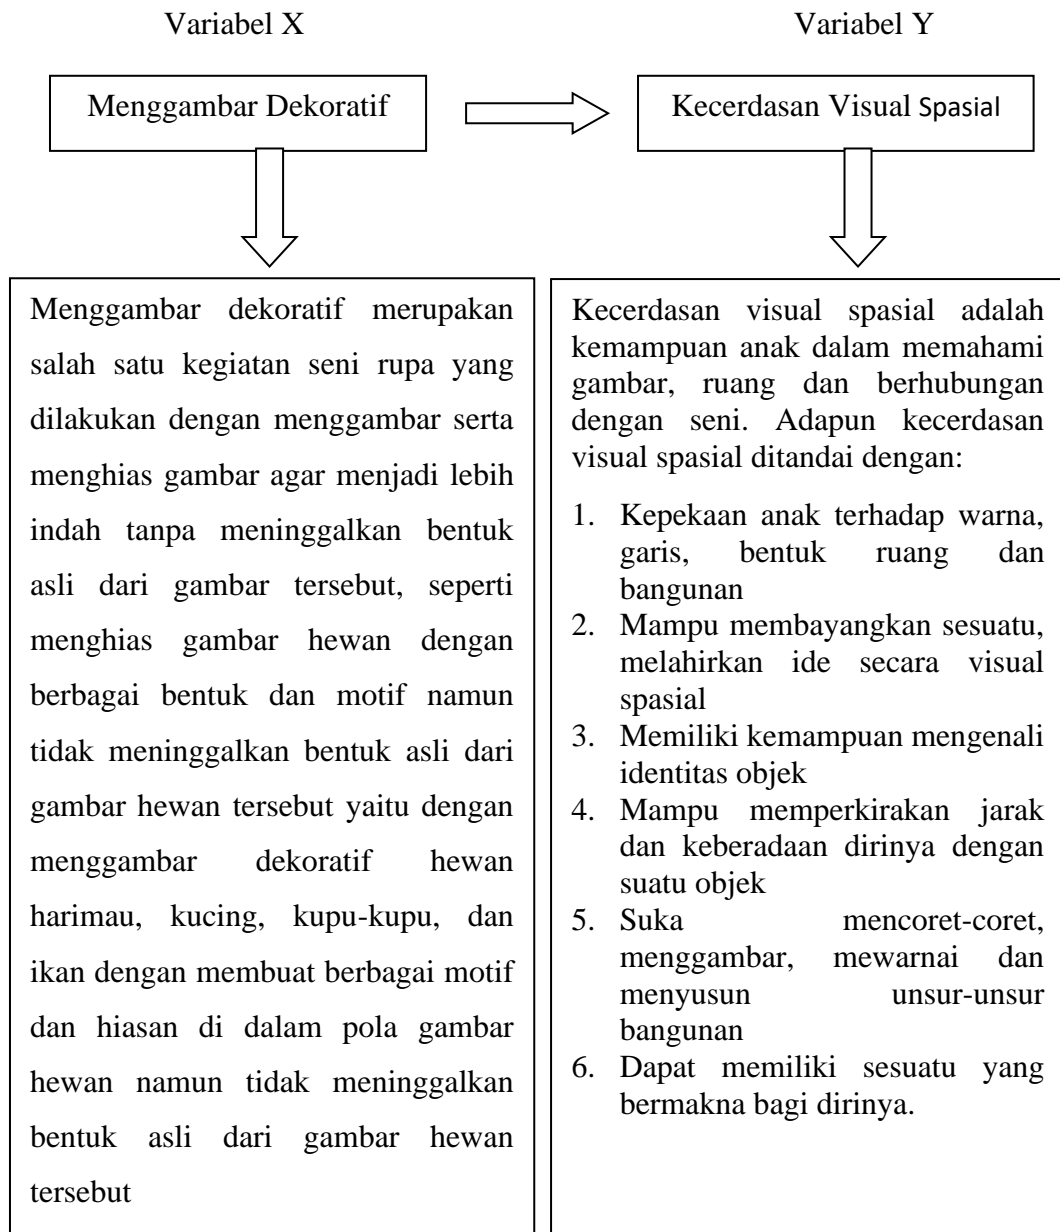 Variabel X
Variabel Y
Menggambar Dekoratif
Kecerdasan Visual Spasial
Menggambar dekoratif merupakan
salah satu kegiatan seni rupa yang
dilakukan dengan menggambar serta
menghias gambar agar menjadi lebih
indah tanpa meninggalkan bentuk
asli dari gambar tersebut, seperti
menghias gambar hewan dengan
berbagai bentuk dan motif namun
tidak meninggalkan bentuk asli dari
gambar hewan tersebut yaitu dengan
menggambar dekoratif hewan
harimau, kucing, kupu-kupu, dan
ikan dengan membuat berbagai motif
dan hiasan di dalam pola gambar
hewan namun tidak meninggalkan
bentuk asli dari gambar hewan
tersebut
Kecerdasan visual spasial adalah
kemampuan anak dalam memahami
gambar, ruang dan berhubungan
dengan seni. Adapun kecerdasan
visual spasial ditandai dengan:
1. Kepekaan anak terhadap warna,
garis, bentuk ruang dan
bangunan
2. Mampu membayangkan sesuatu,
melahirkan ide secara visual
spasial
3. Memiliki kemampuan mengenali
identitas objek
4. Mampu memperkirakan jarak
dan keberadaan dirinya dengan
suatu objek
5. Suka mencoret-coret,
menggambar, mewarnai dan
menyusun unsur-unsur
bangunan
6. Dapat memiliki sesuatu yang
bermakna bagi dirinya.